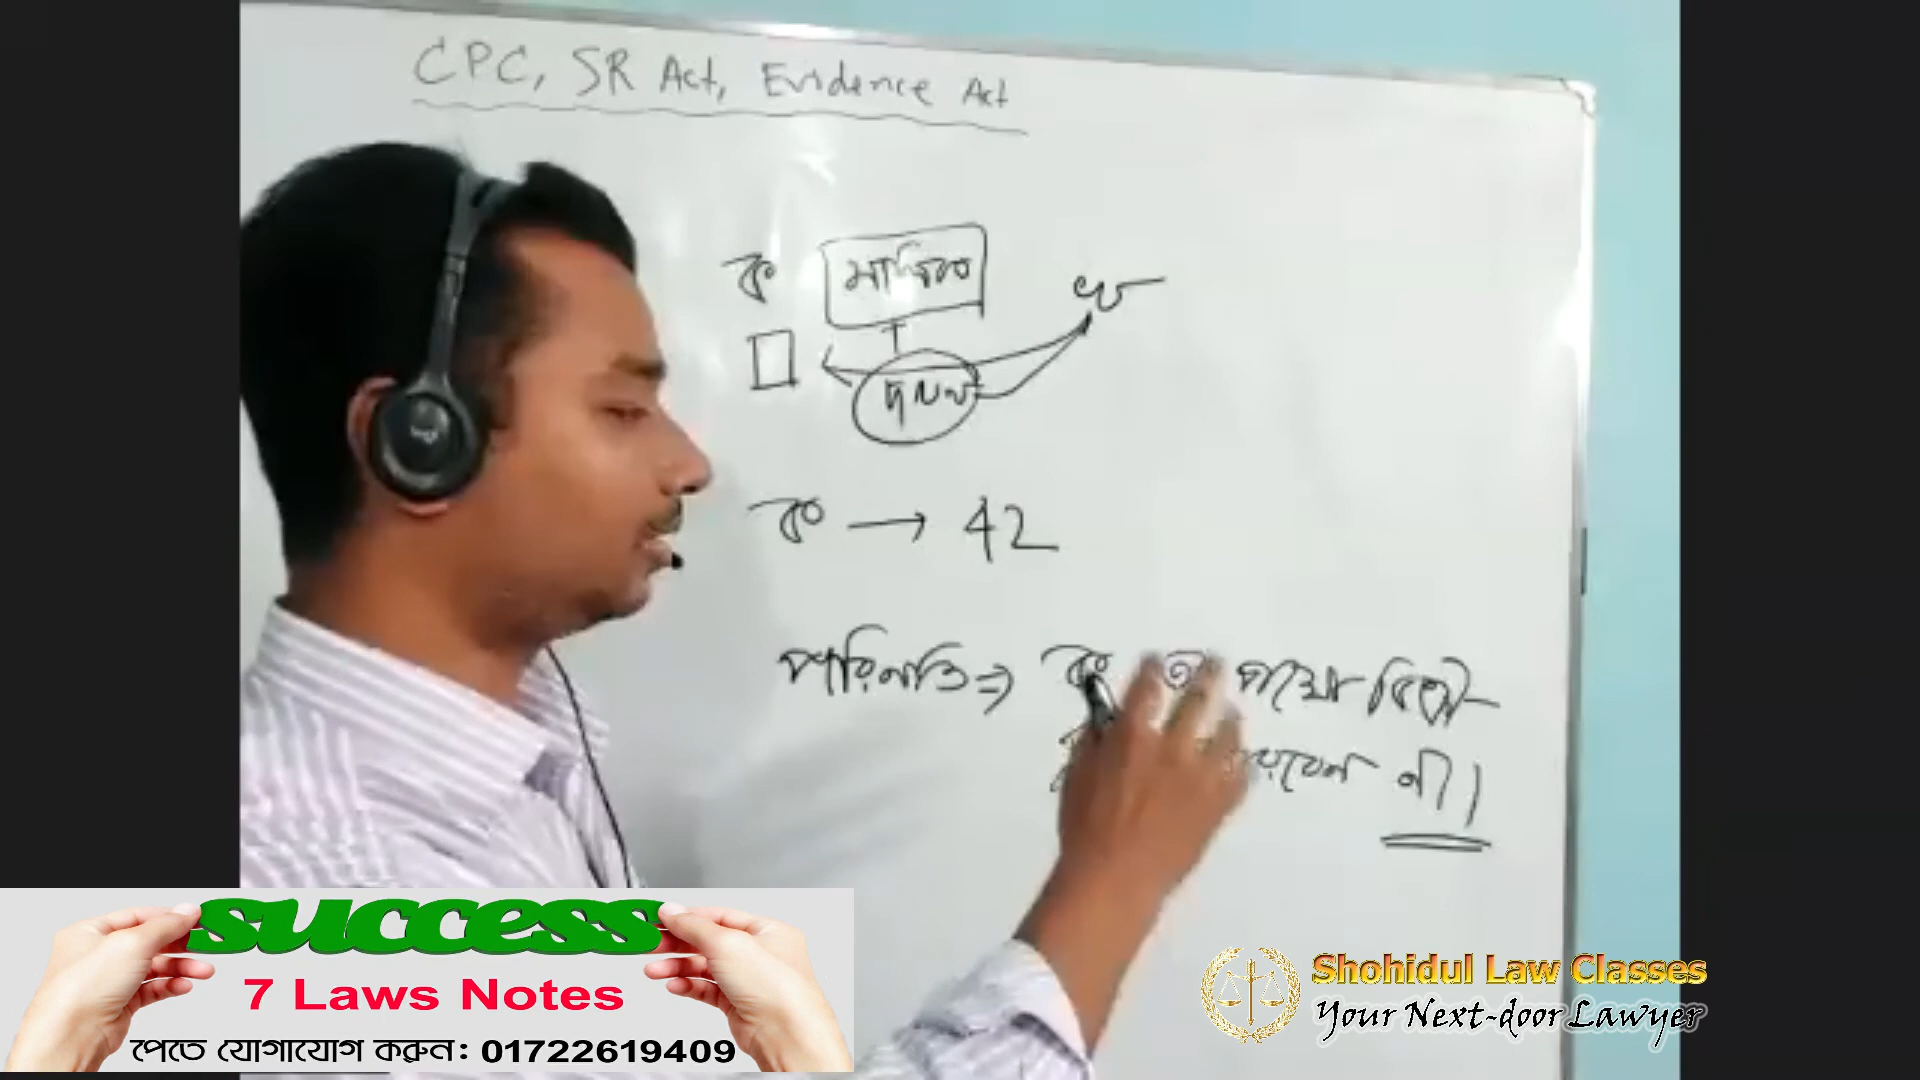 CPC, SR Act, Evidence Act
ক মালিক খ
দখল
ক → 42
পরিণতি ⇒ ক তা পক্ষে
না।
success
7 Laws Notes
পেতে যোগাযোগ করুন: 01722619409
Shohidul Law Classes
Your Next-door Lawyer